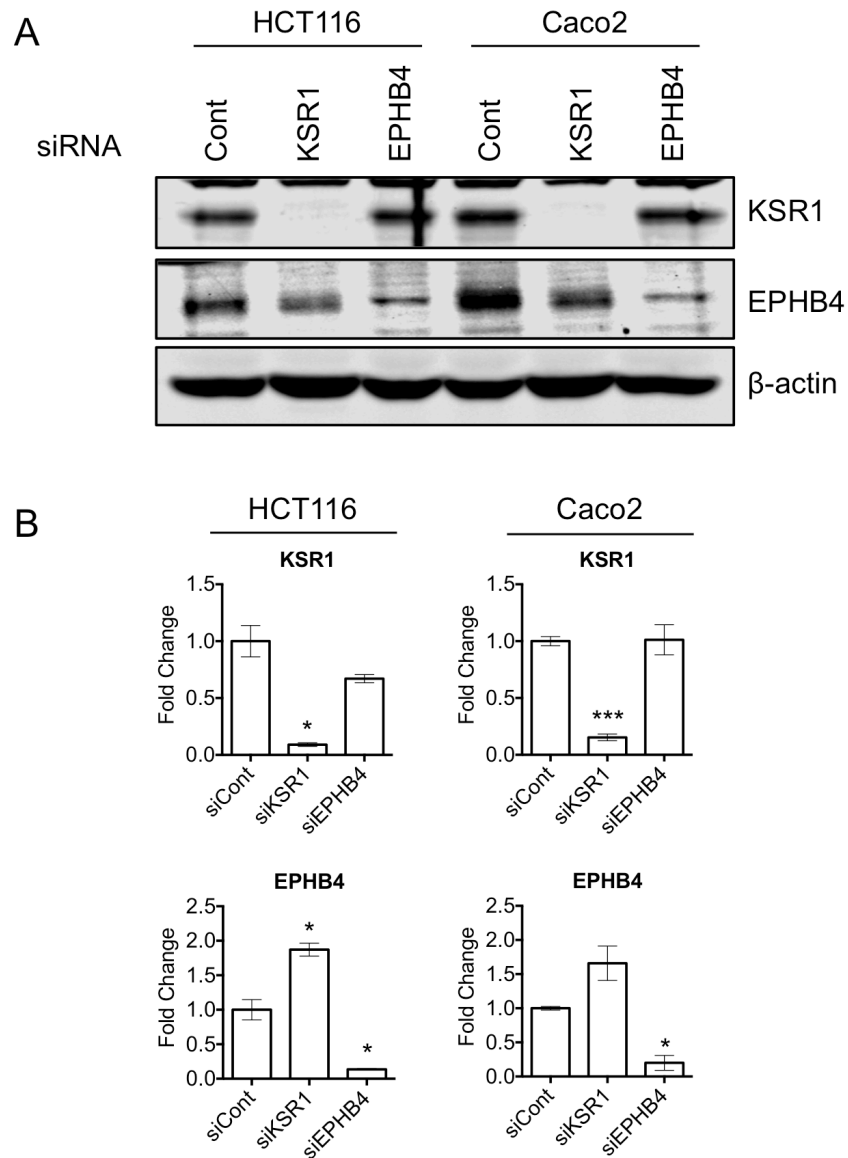 A
HCT116 Caco2
siRNA Cont KSR1 EPHB4 Cont KSR1 EPHB4
KSR1
EPHB4
β-actin
B
HCT116 Caco2
KSR1 KSR1
Fold Change 1.5 1.0 0.5 0.0 * siCont siKSR1 siEPHB4
Fold Change 1.5 1.0 0.5 0.0 *** siCont siKSR1 siEPHB4
EPHB4 EPHB4
Fold Change 2.5 2.0 1.5 1.0 0.5 0.0 * * siCont siKSR1 siEPHB4
Fold Change 2.5 2.0 1.5 1.0 0.5 0.0 * siCont siKSR1 siEPHB4